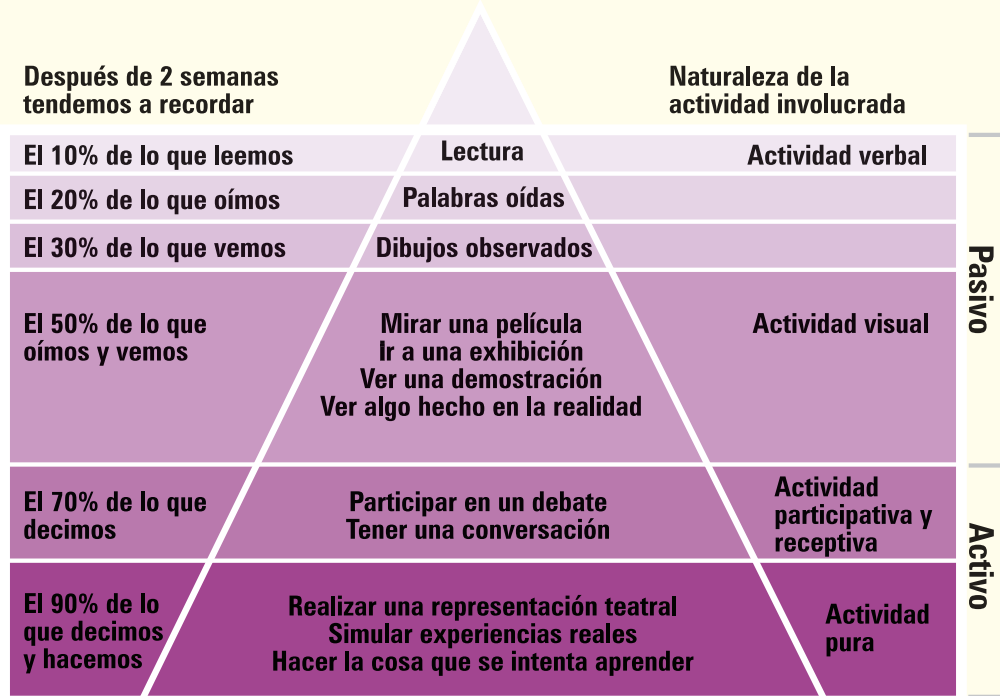 Después de 2 semanas
tendemos a recordar
Naturaleza de la
actividad involucrada
El 10% de lo que leemos
Lectura
Actividad verbal
El 20% de lo que oímos
Palabras oídas
El 30% de lo que vemos
Dibujos observados
El 50% de lo que
oímos y vemos
Mirar una película
Ir a una exhibición
Ver una demostración
Ver algo hecho en la realidad
Actividad visual
Pasivo
El 70% de lo que
decimos
Participar en un debate
Tener una conversación
Actividad
participativa y
receptiva
El 90% de lo
que decimos
y hacemos
Realizar una representación teatral
Simular experiencias reales
Hacer la cosa que se intenta aprender
Actividad
pura
Activo